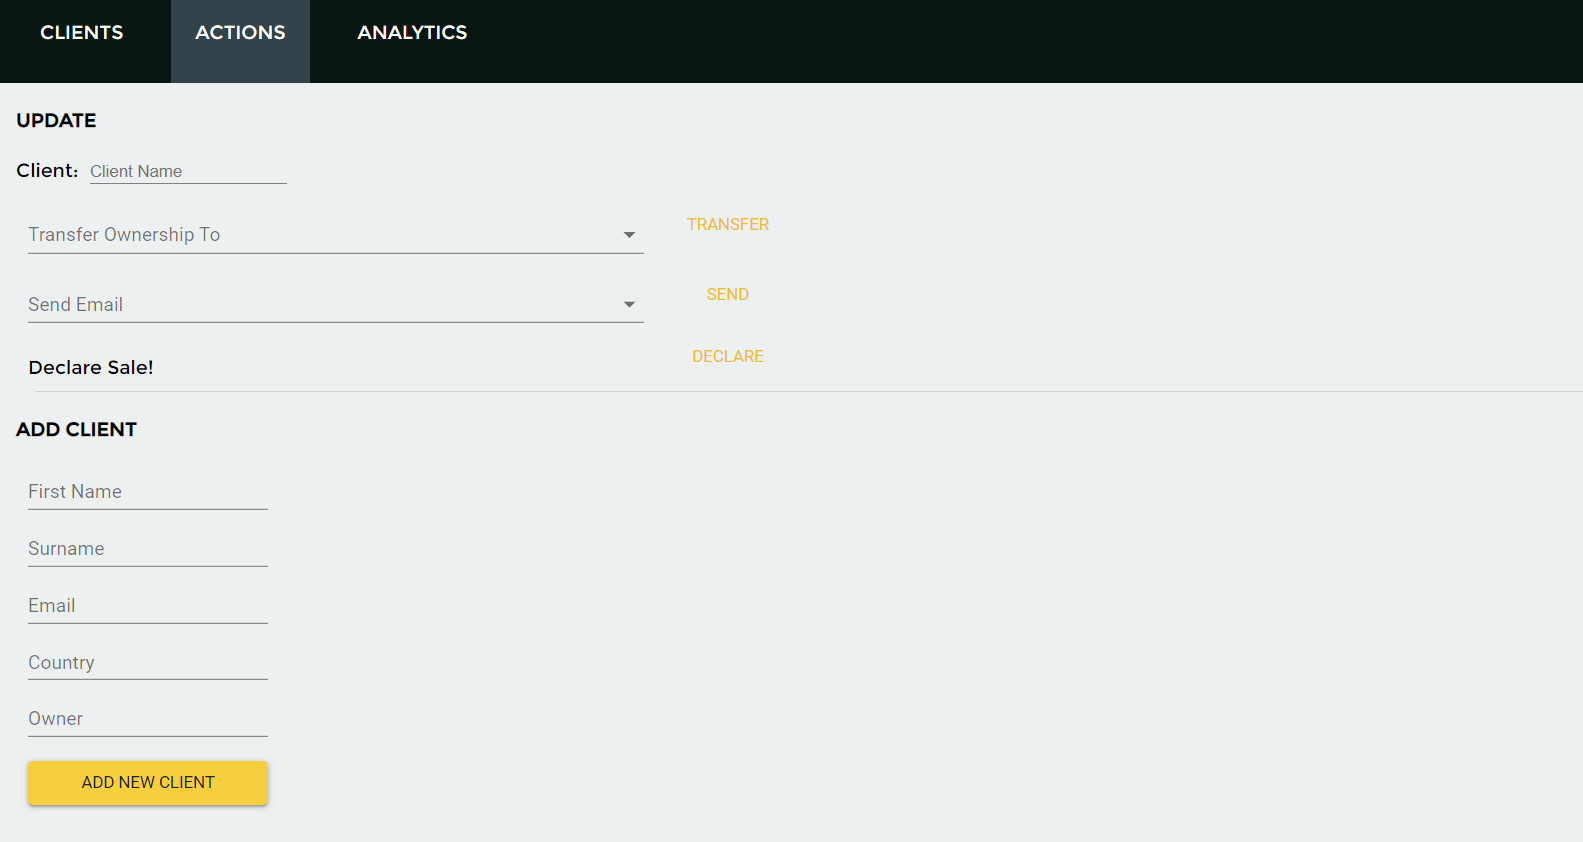 CLIENTS ACTIONS ANALYTICS
UPDATE
Client: Client Name
Transfer Ownership To TRANSFER
Send Email SEND
Declare Sale! DECLARE
ADD CLIENT
First Name
Surname
Email
Country
Owner
ADD NEW CLIENT